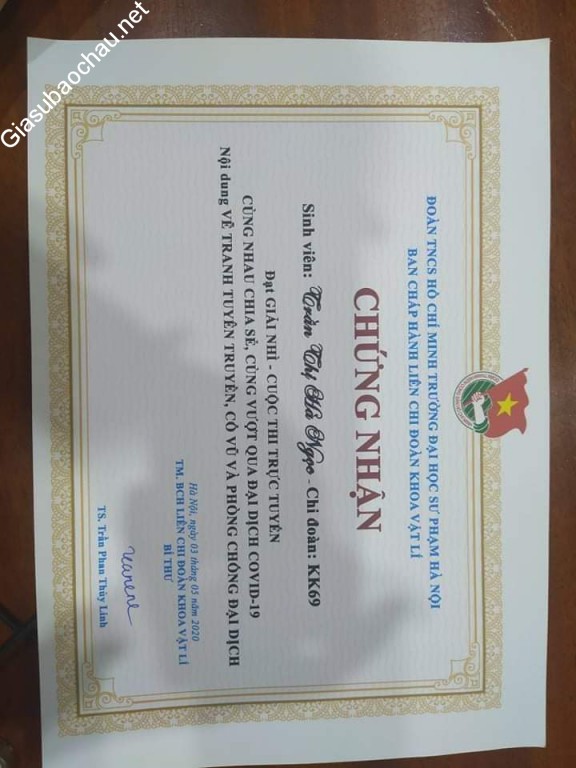 Giasubaochau.net
ĐOÀN TNCS HỒ CHÍ MINH TRƯỜNG ĐẠI HỌC SƯ PHẠM HÀ NỘI
BAN CHẤP HÀNH LIÊN CHI ĐOÀN KHOA VẬT LÍ
CHỨNG NHẬN
Sinh viên: Trần Thị Hà Ngọc - Chi đoàn: KK69
Đạt GIẢI NHÌ - CUỘC THI TRỰC TUYẾN
CÙNG NHAU CHIA SẺ, CÙNG VƯỢT QUA ĐẠI DỊCH COVID-19
Nội dung VẼ TRANH TUYÊN TRUYỀN, CỔ VŨ VÀ PHÒNG CHỐNG ĐẠI DỊCH
Hà Nội, ngày 03 tháng 05 năm 2020
TM. BCH LIÊN CHI ĐOÀN KHOA VẬT LÍ
BÍ THƯ
TS. Trần Phan Thùy Linh